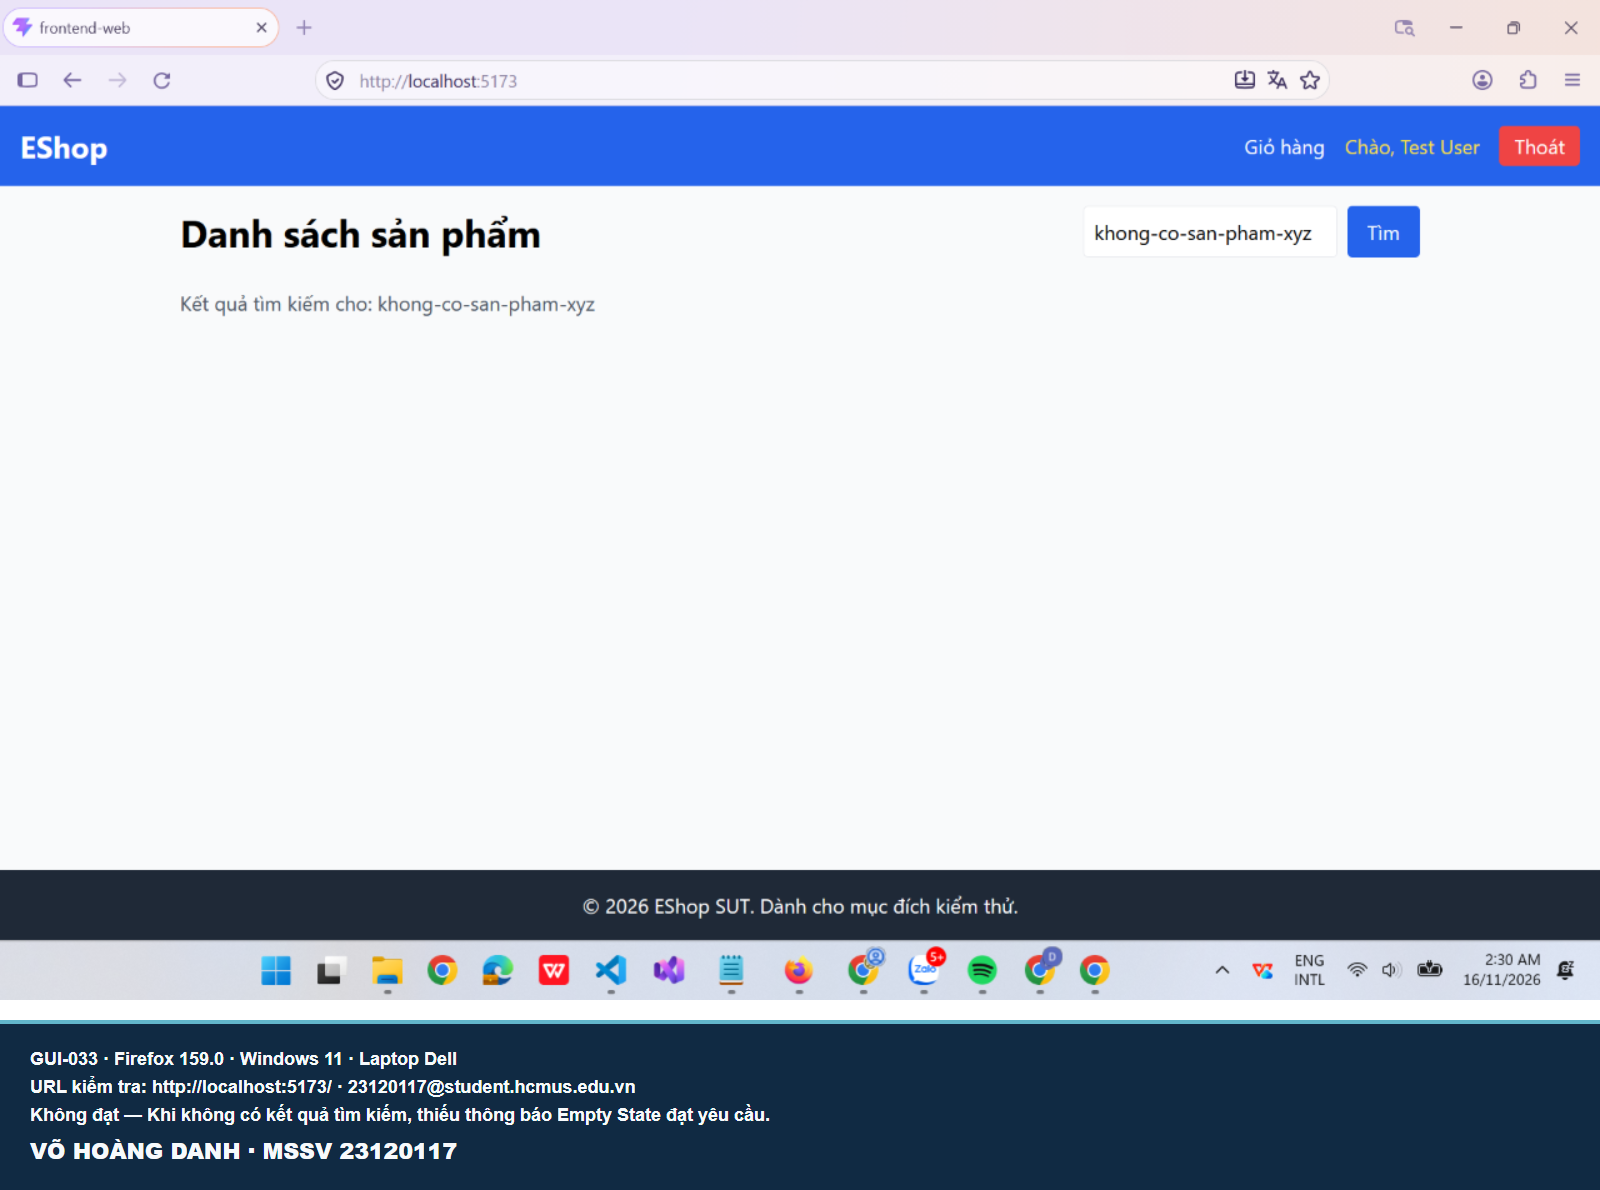 frontend-web
http://localhost:5173
EShop
Giỏ hàng
Chào, Test User
Thoát
Danh sách sản phẩm
khong-co-san-pham-xyz
Tìm
Kết quả tìm kiếm cho: khong-co-san-pham-xyz
© 2026 EShop SUT. Dành cho mục đích kiểm thử.
Zalo
5+
D
ENG
INTL
2:30 AM
16/11/2026
GUI-033 · Firefox 159.0 · Windows 11 · Laptop Dell
URL kiểm tra: http://localhost:5173/ · 23120117@student.hcmus.edu.vn
Không đạt — Khi không có kết quả tìm kiếm, thiếu thông báo Empty State đạt yêu cầu.
VÕ HOÀNG DANH · MSSV 23120117